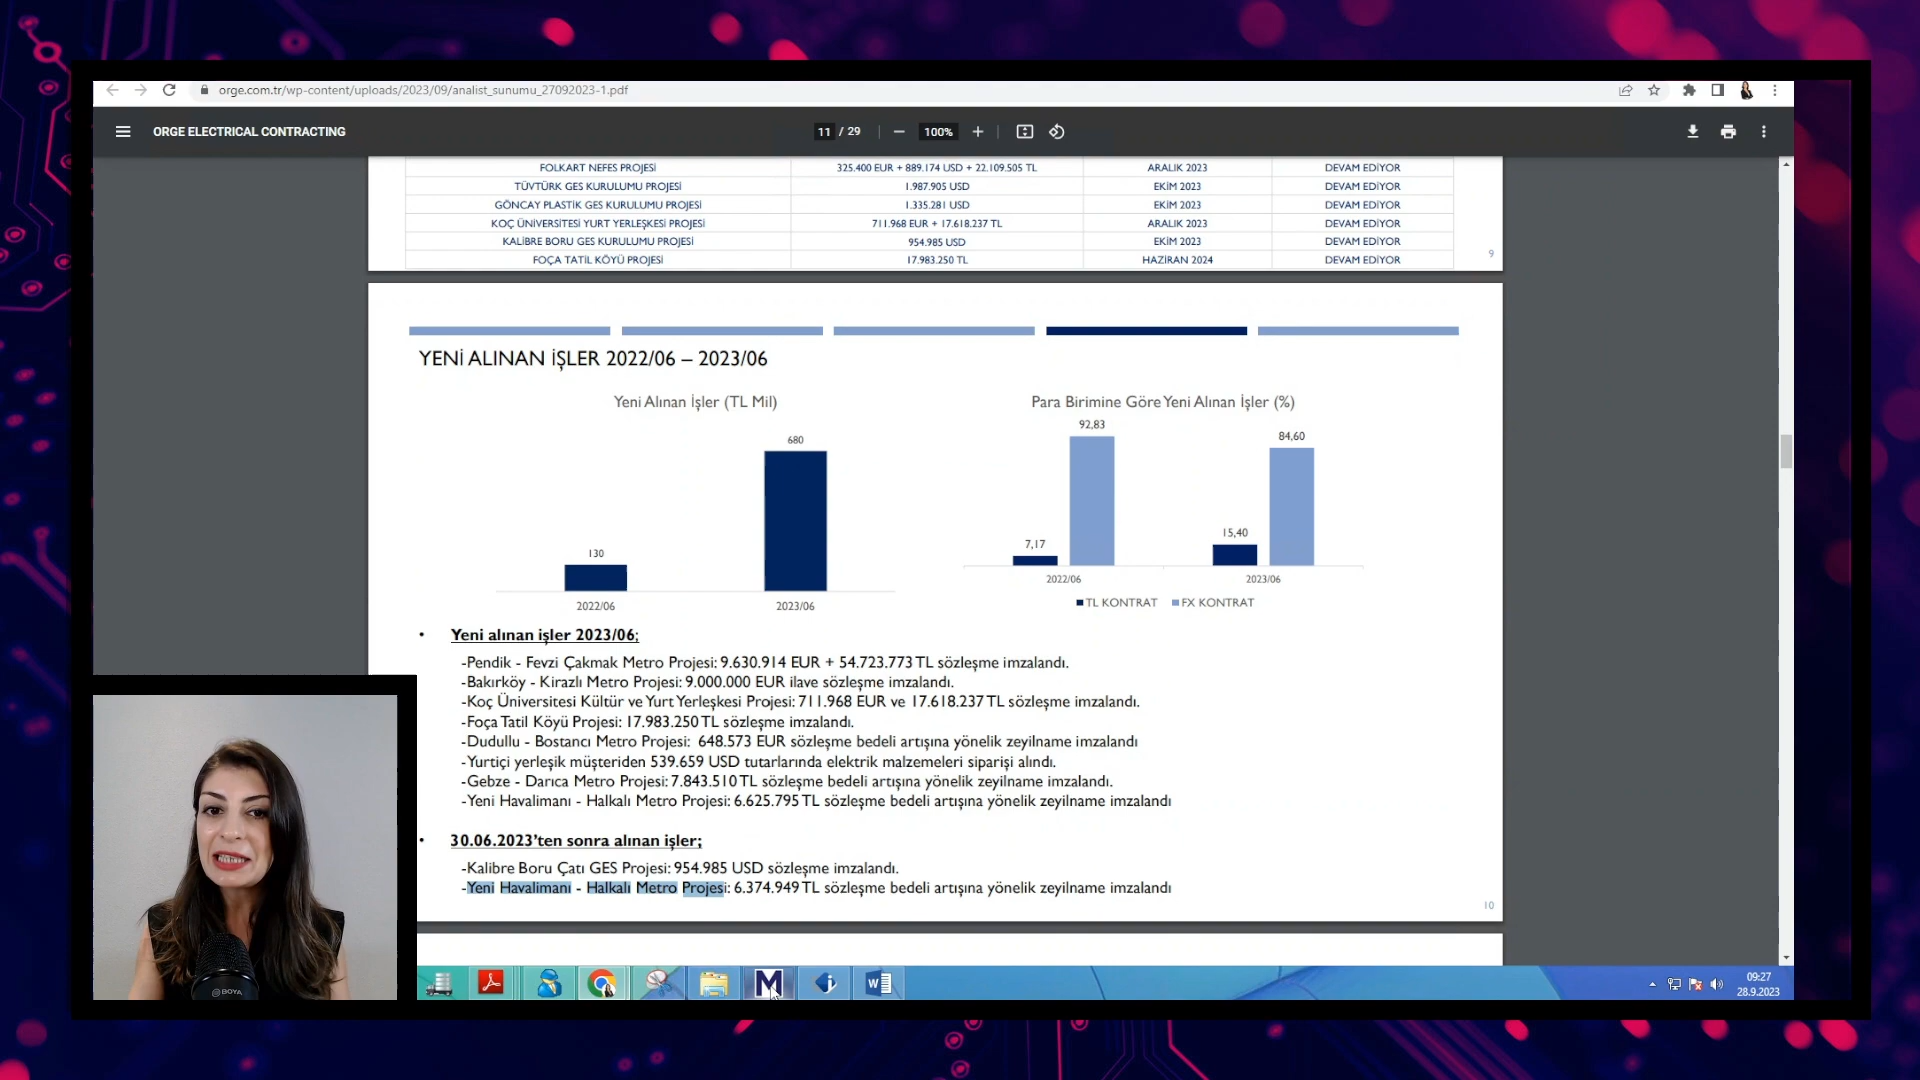 orge.com.tr/wp-content/uploads/2023/09/analist_sunumu_27092023-1.pdf
ORGE ELECTRICAL CONTRACTING
11 / 29
100%
FOLKART NEFES PROJESİ 325.400 EUR + 889.174 USD + 22.109.505 TL ARALIK 2023 DEVAM EDİYOR
TÜVTÜRK GES KURULUMU PROJESİ 1.987.905 USD EKİM 2023 DEVAM EDİYOR
GÖNCAY PLASTİK GES KURULUMU PROJESİ 1.335.281 USD EKİM 2023 DEVAM EDİYOR
KOÇ ÜNİVERSİTESİ YURT YERLEŞKESİ PROJESİ 711.968 EUR + 17.618.237 TL ARALIK 2023 DEVAM EDİYOR
KALİBRE BORU GES KURULUMU PROJESİ 954.985 USD EKİM 2023 DEVAM EDİYOR
FOÇA TATİL KÖYÜ PROJESİ 17.983.250 TL HAZİRAN 2024 DEVAM EDİYOR
9
YENİ ALINAN İŞLER 2022/06 – 2023/06
Yeni Alınan İşler (TL Mil)
680
130
2022/06 2023/06
Para Birimine Göre Yeni Alınan İşler (%)
92,83
84,60
7,17
15,40
2022/06 2023/06
TL KONTRAT FX KONTRAT
• Yeni alınan işler 2023/06;
-Pendik - Fevzi Çakmak Metro Projesi: 9.630.914 EUR + 54.723.773 TL sözleşme imzalandı.
-Bakırköy - Kirazlı Metro Projesi: 9.000.000 EUR ilave sözleşme imzalandı.
-Koç Üniversitesi Kültür ve Yurt Yerleşkesi Projesi: 711.968 EUR ve 17.618.237 TL sözleşme imzalandı.
-Foça Tatil Köyü Projesi: 17.983.250 TL sözleşme imzalandı.
-Dudullu - Bostancı Metro Projesi: 648.573 EUR sözleşme bedeli artışına yönelik zeyilname imzalandı
-Yurtiçi yerleşik müşteriden 539.659 USD tutarlarında elektrik malzemeleri siparişi alındı.
-Gebze - Darıca Metro Projesi: 7.843.510 TL sözleşme bedeli artışına yönelik zeyilname imzalandı.
-Yeni Havalimanı - Halkalı Metro Projesi: 6.625.795 TL sözleşme bedeli artışına yönelik zeyilname imzalandı
• 30.06.2023'ten sonra alınan işler;
-Kalibre Boru Çatı GES Projesi: 954.985 USD sözleşme imzalandı.
-Yeni Havalimanı - Halkalı Metro Projesi: 6.374.949 TL sözleşme bedeli artışına yönelik zeyilname imzalandı
10
BOYA
M
W
09:27
28.9.2023